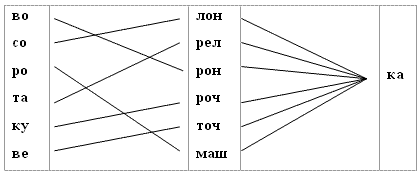 во лон
со рел
ро рон ка
та роч
ку точ
ве маш